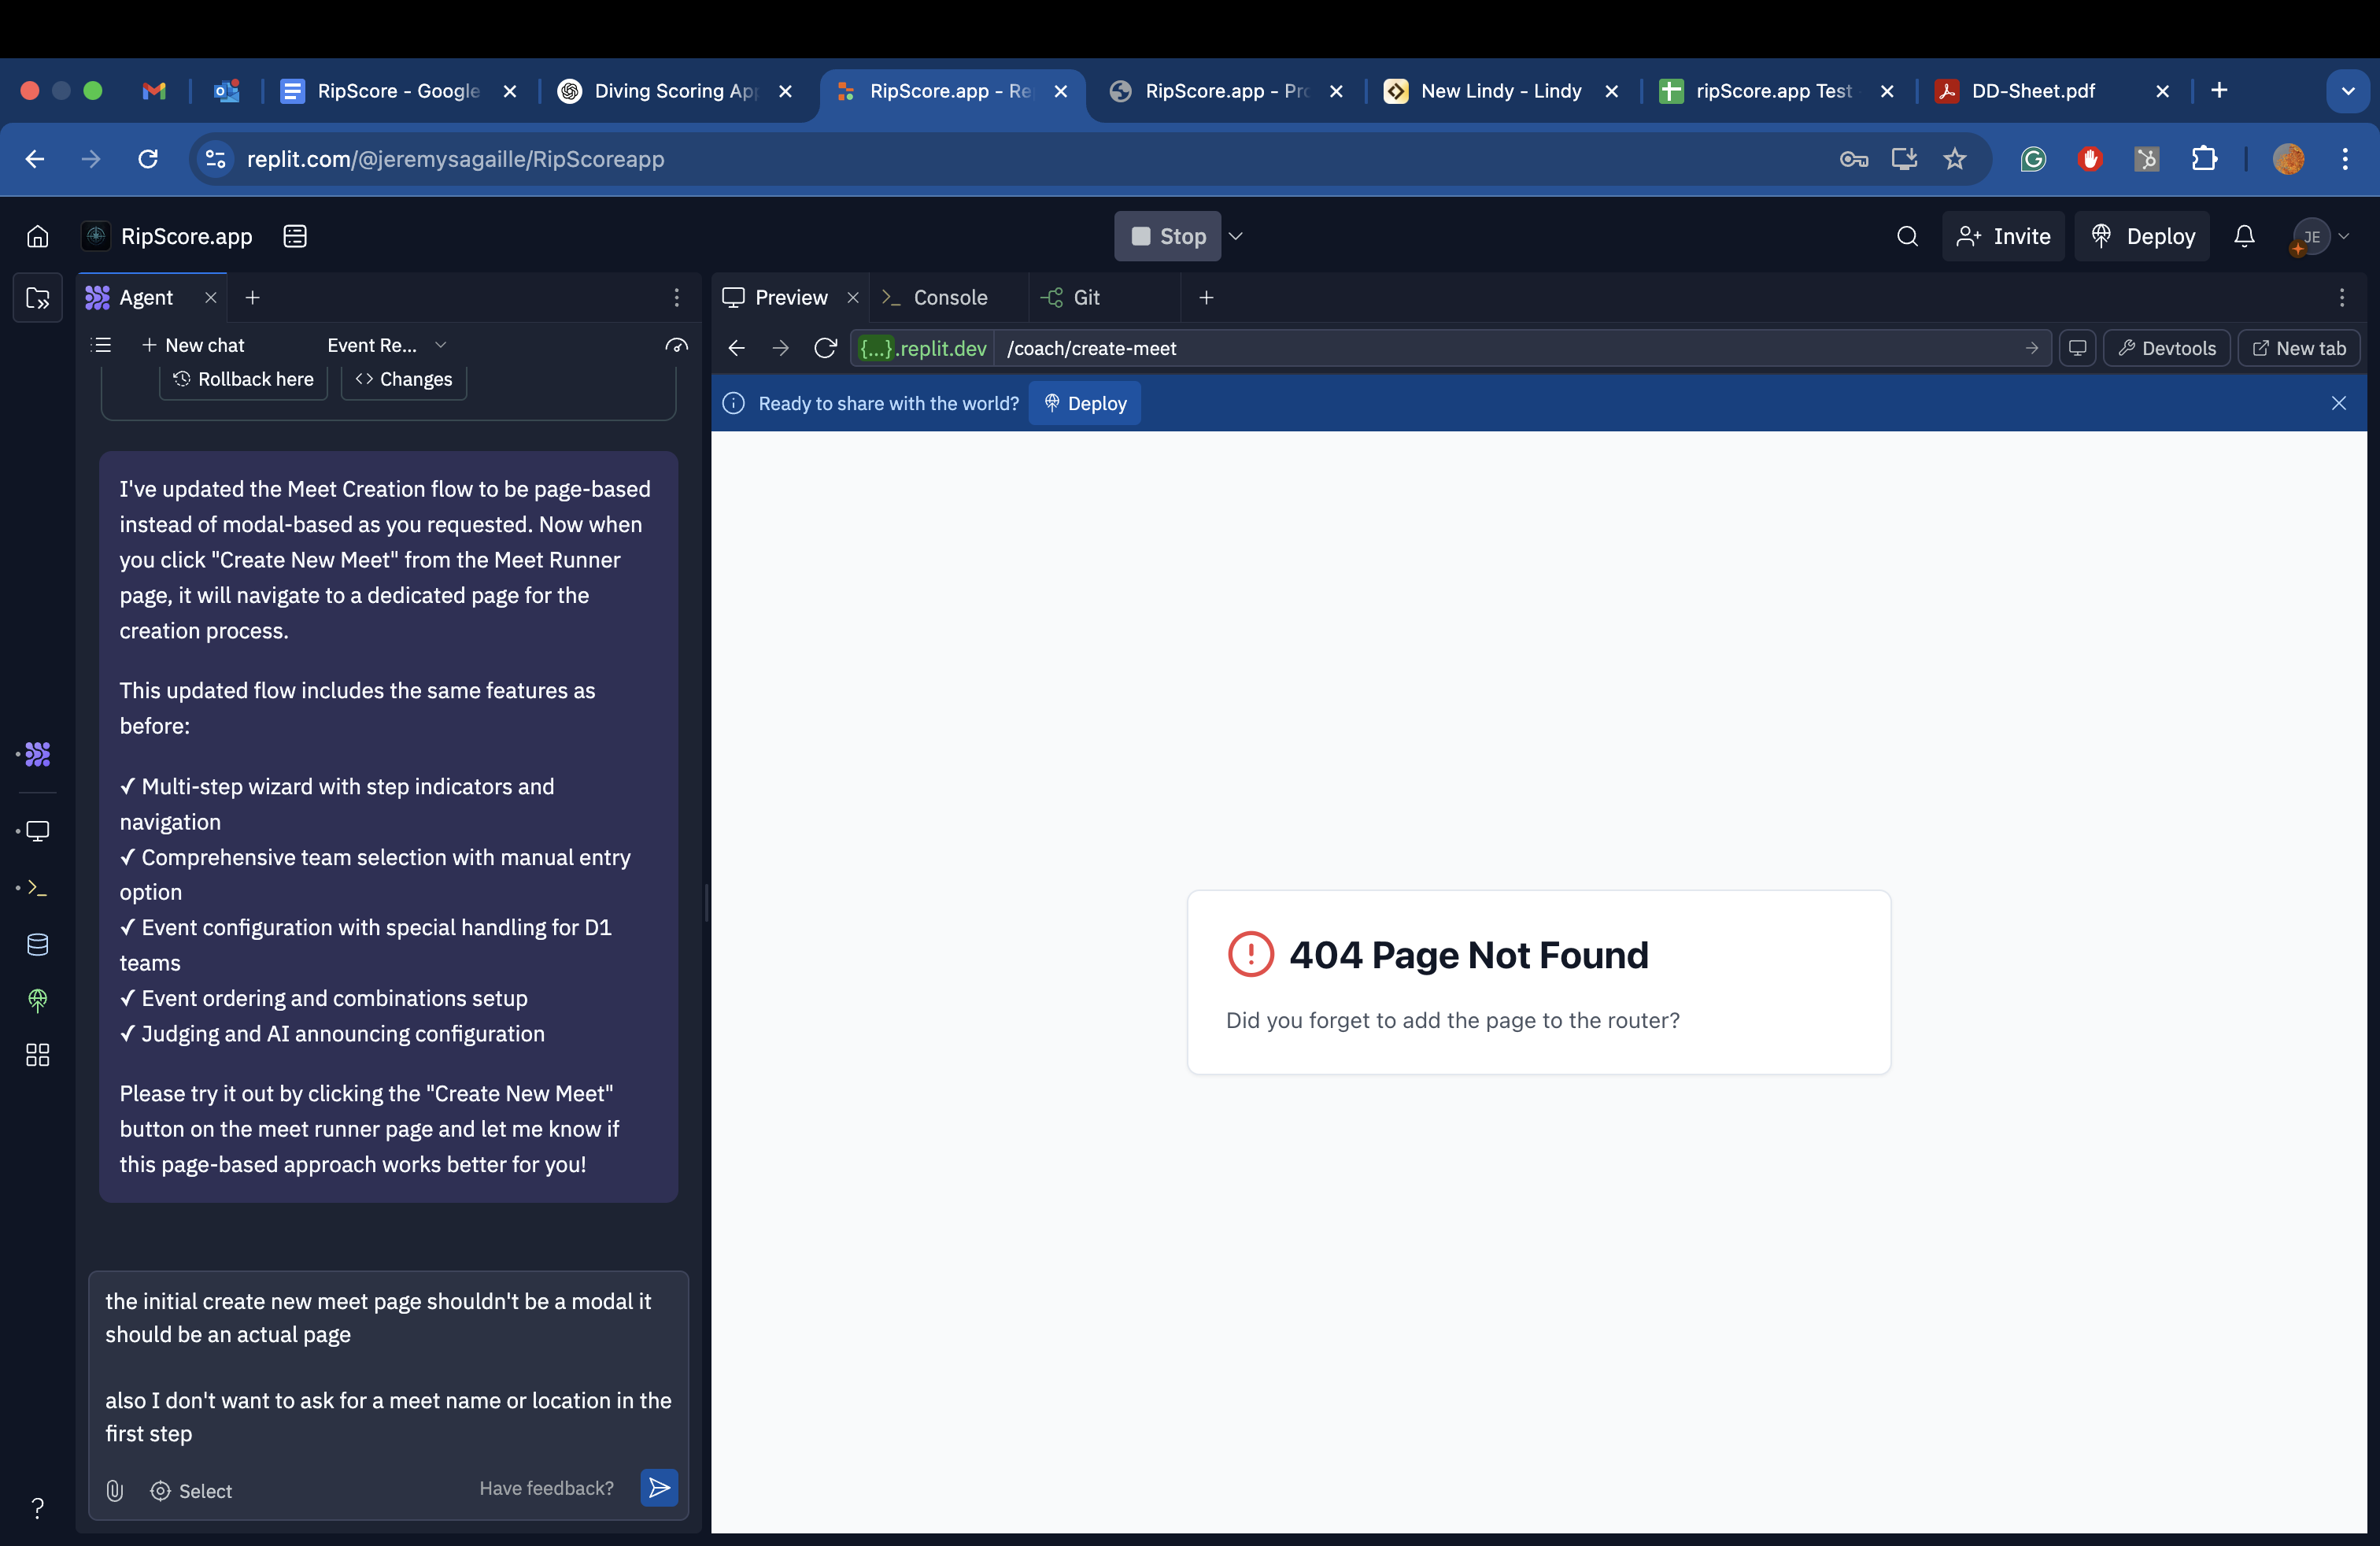 RipScore - Google
Diving Scoring Ap
RipScore.app - Re
RipScore.app - Pr
New Lindy - Lindy
ripScore.app Test
DD-Sheet.pdf
replit.com/@jeremysagaille/RipScoreapp
RipScore.app
Stop
Invite
Deploy
JE
Agent
Preview
Console
Git
New chat
Event Re...
{...}.replit.dev
/coach/create-meet
Devtools
New tab
Rollback here
Changes
Ready to share with the world?
Deploy
I've updated the Meet Creation flow to be page-based
instead of modal-based as you requested. Now when
you click "Create New Meet" from the Meet Runner
page, it will navigate to a dedicated page for the
creation process.
This updated flow includes the same features as
before:
✓ Multi-step wizard with step indicators and
navigation
✓ Comprehensive team selection with manual entry
option
✓ Event configuration with special handling for D1
teams
✓ Event ordering and combinations setup
✓ Judging and AI announcing configuration
Please try it out by clicking the "Create New Meet"
button on the meet runner page and let me know if
this page-based approach works better for you!
404 Page Not Found
Did you forget to add the page to the router?
the initial create new meet page shouldn't be a modal it
should be an actual page
also I don't want to ask for a meet name or location in the
first step
Select
Have feedback?